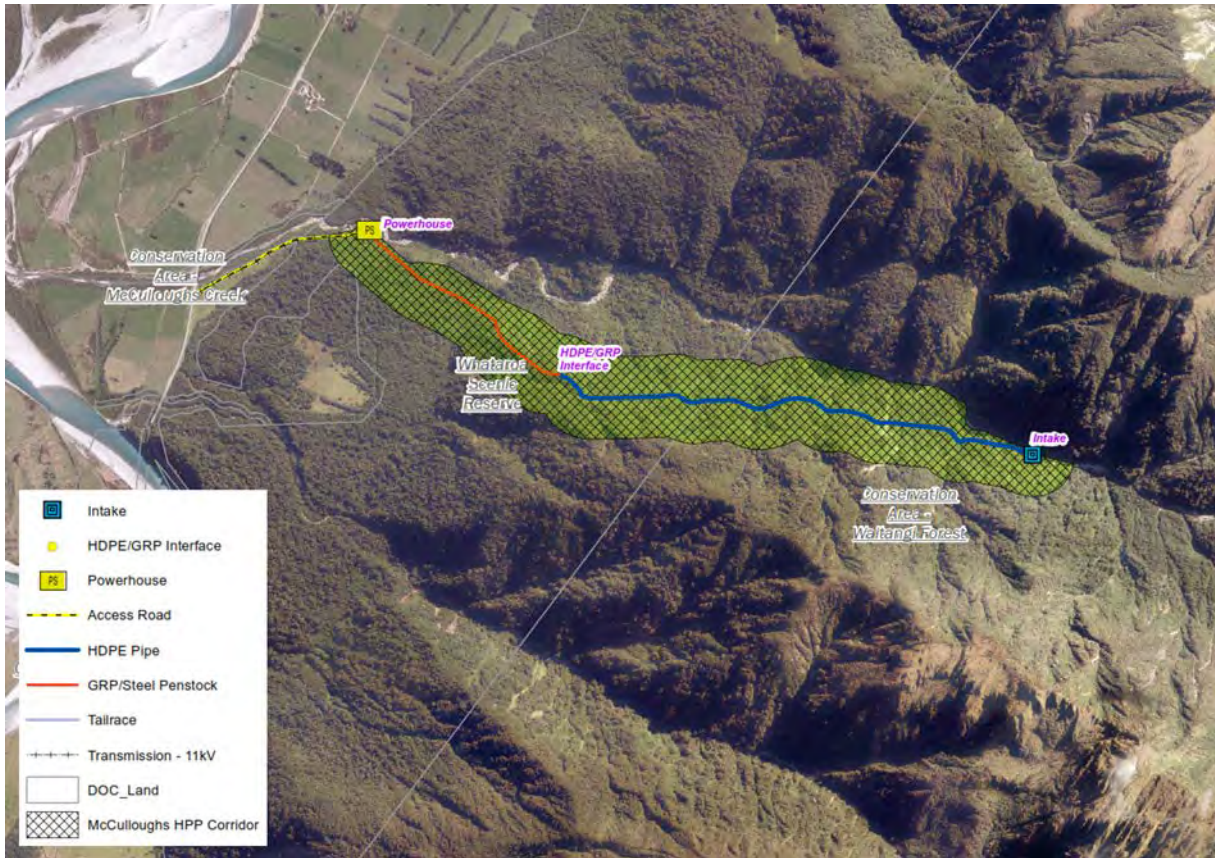 PS
Powerhouse
Conservation
Area -
McCulloughs Creek
HDPE/GRP
Interface
Whataroa
Scenic
Reserve
Intake
Conservation
Area -
Waitangi Forest
Intake
HDPE/GRP Interface
PS
Powerhouse
Access Road
HDPE Pipe
GRP/Steel Penstock
Tailrace
Transmission - 11kV
DOC_Land
McCulloughs HPP Corridor